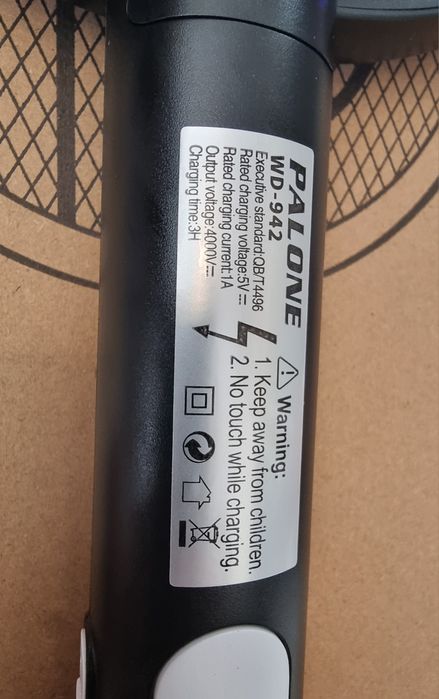 PALONE
WD-942
Executive standard:QB/T4496
Rated charging voltage:5V⎓
Rated charging current:1A
Output voltage:4000V⎓
Charging time:3H
Warning:
1. Keep away from children.
2. No touch while charging.